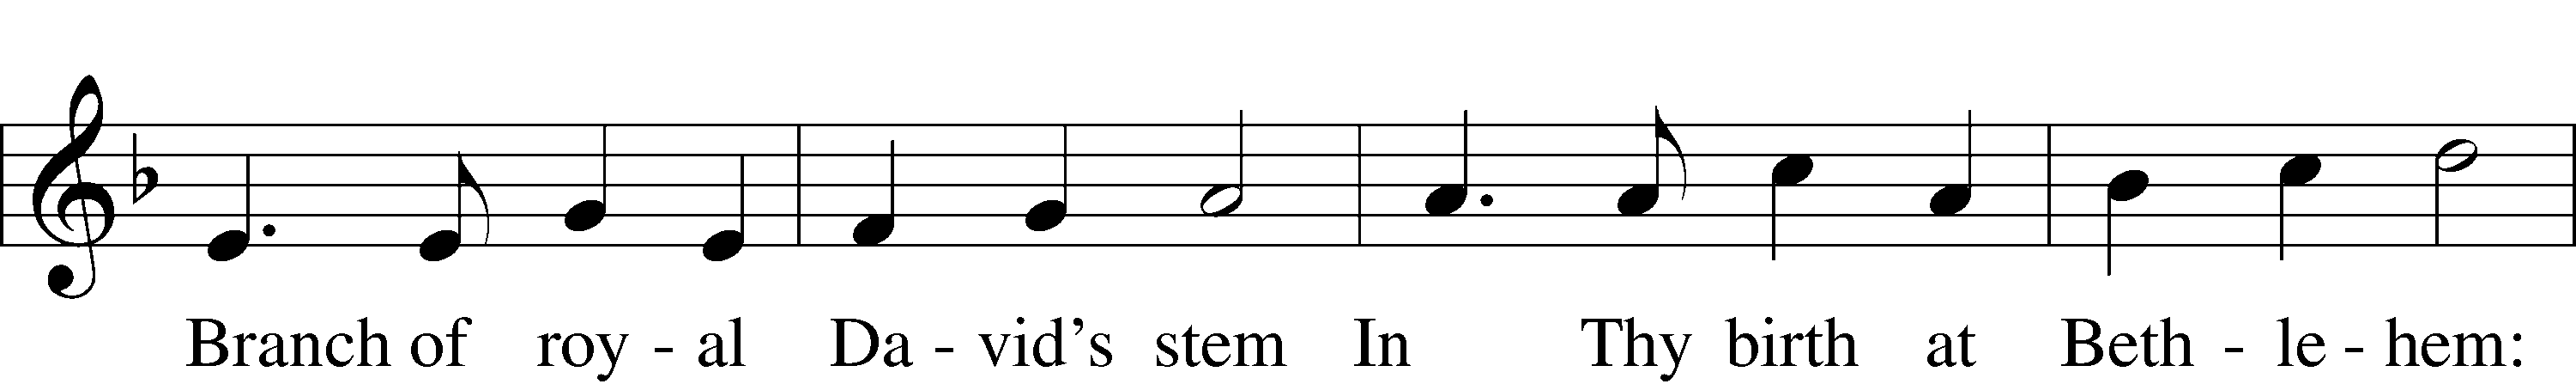 Branch of roy - al Da - vid's stem In Thy birth at Beth - le - hem: